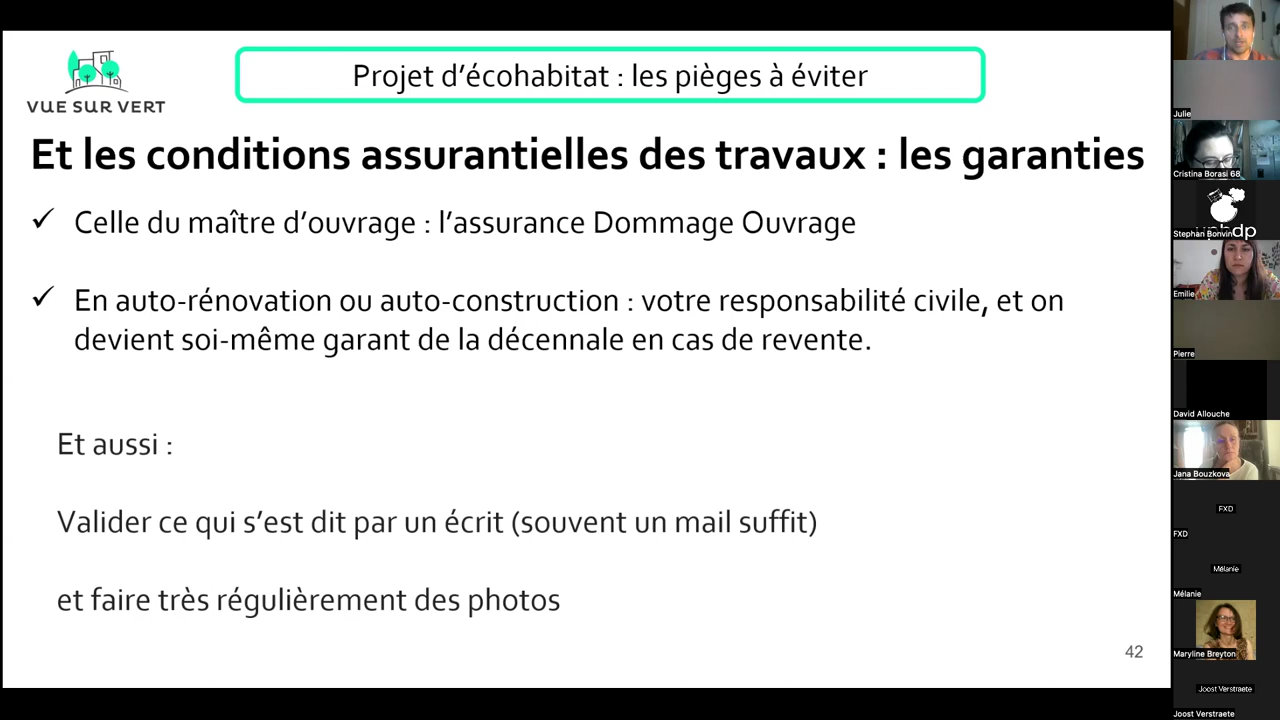 VUE SUR VERT
Projet d’écohabitat : les pièges à éviter
Et les conditions assurantielles des travaux : les garanties
✓ Celle du maître d’ouvrage : l’assurance Dommage Ouvrage
✓ En auto-rénovation ou auto-construction : votre responsabilité civile, et on
devient soi-même garant de la décennale en cas de revente.
Et aussi :
Valider ce qui s’est dit par un écrit (souvent un mail suffit)
et faire très régulièrement des photos
42
Julie
Cristina Borasi 68
Stephan Bonvin
Emilie
Pierre
David Allouche
Jana Bouzkova
FXD
FXD
Mélanie
Mélanie
Maryline Breyton
Joost Verstraete
Joost Verstraete